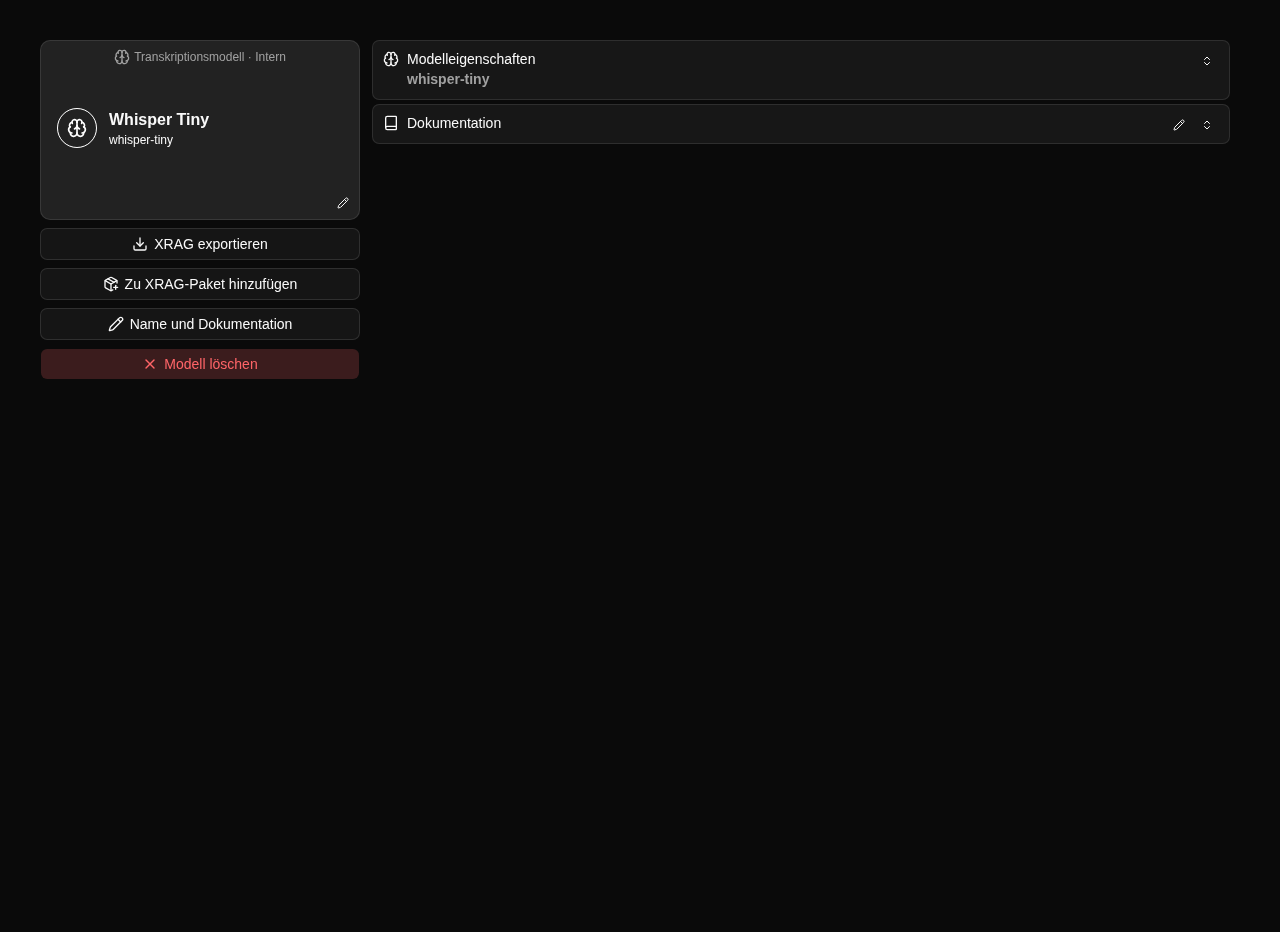 Transkriptionsmodell · Intern
Whisper Tiny
whisper-tiny
XRAG exportieren
Zu XRAG-Paket hinzufügen
Name und Dokumentation
Modell löschen
Modelleigenschaften
whisper-tiny
Dokumentation